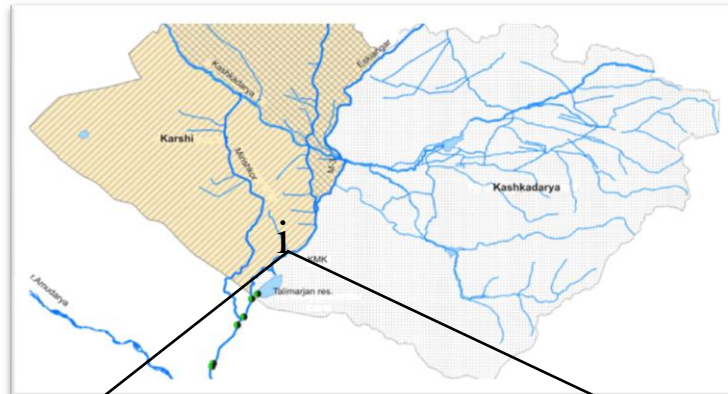 Eskiangar
Kashkadarya
Karshi
Mirishkor
Kashkadarya
i
KMK
Talimarjan res.
r.Amudarya